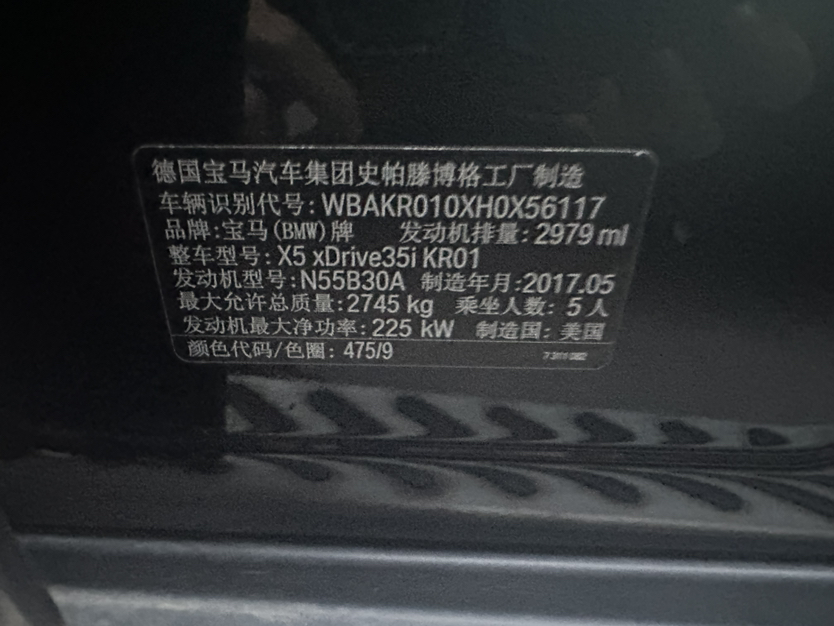 德国宝马汽车集团史帕滕博格工厂制造
车辆识别代号: WBAKR010XH0X56117
品牌:宝马(BMW)牌 发动机排量:2979 ml
整车型号: X5 xDrive35i KR01
发动机型号:N55B30A 制造年月:2017.05
最大允许总质量:2745 kg 乘坐人数: 5 人
发动机最大净功率: 225 kW 制造国: 美国
颜色代码/色圈: 475/9